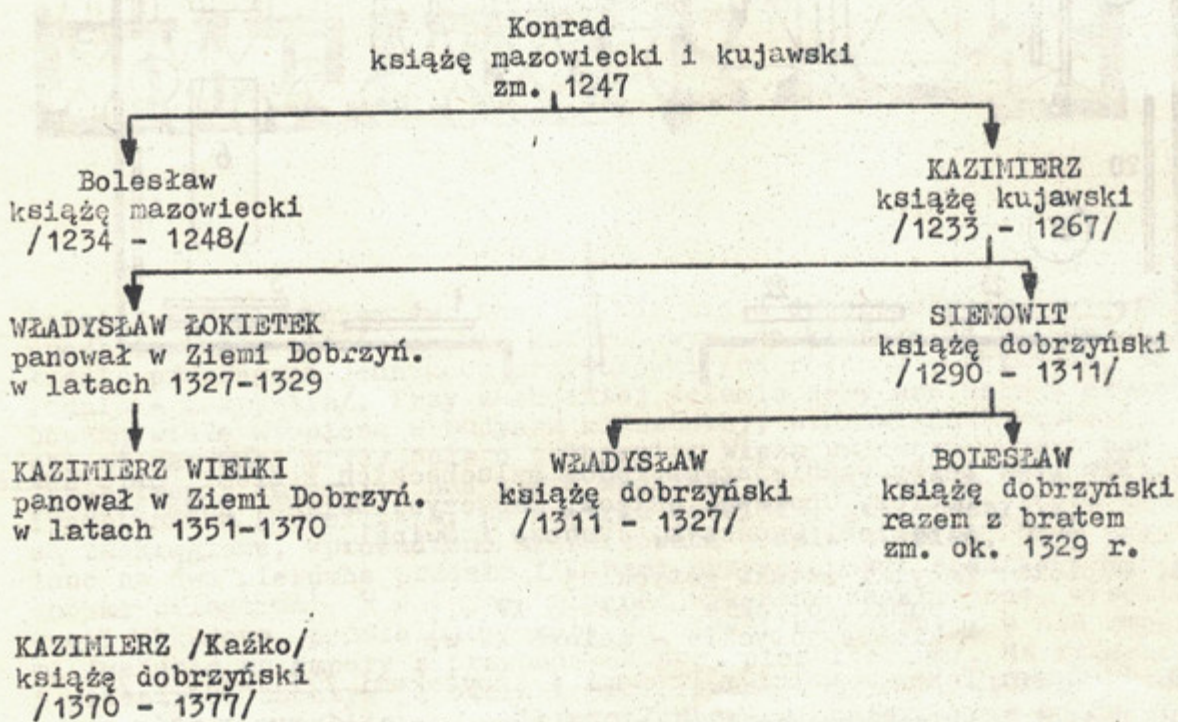 Konrad
książę mazowiecki i kujawski
zm. 1247
Bolesław
książę mazowiecki
/1234 - 1248/
KAZIMIERZ
książę kujawski
/1233 - 1267/
WŁADYSŁAW ŁOKIETEK
panował w Ziemi Dobrzyń.
w latach 1327-1329
SIEMOWIT
książę dobrzyński
/1290 - 1311/
KAZIMIERZ WIELKI
panował w Ziemi Dobrzyń.
w latach 1351-1370
WŁADYSŁAW
książę dobrzyński
/1311 - 1327/
BOLESŁAW
książę dobrzyński
razem z bratem
zm. ok. 1329 r.
KAZIMIERZ /Kaźko/
książę dobrzyński
/1370 - 1377/